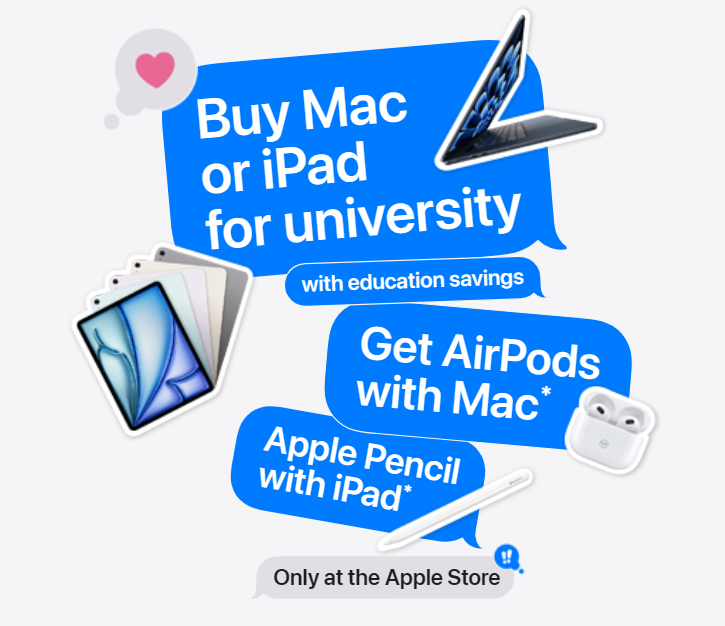 Buy Mac
or iPad
for university
with education savings
Get AirPods
with Mac*
Apple Pencil
with iPad*
Only at the Apple Store
!!